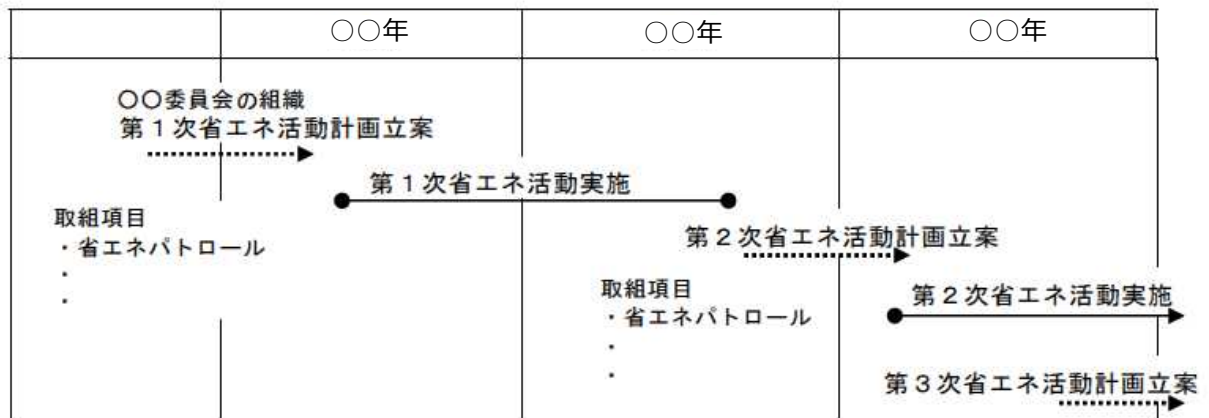 ○○年
○○年
○○年
○○委員会の組織
第1次省エネ活動計画立案
第1次省エネ活動実施
取組項目
・省エネパトロール
・
・
第2次省エネ活動計画立案
取組項目
・省エネパトロール
・
・
第2次省エネ活動実施
第3次省エネ活動計画立案